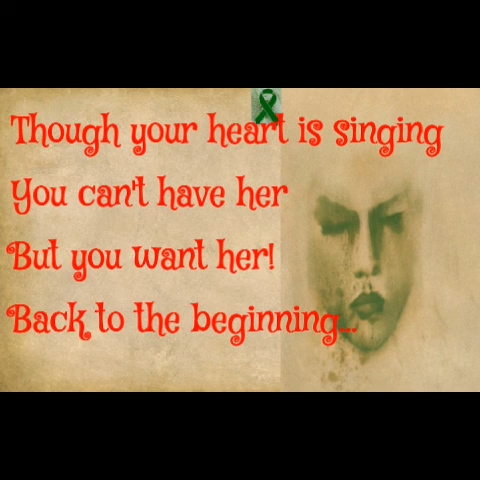 Though your heart is singing
You can't have her
But you want her!
Back to the beginning...